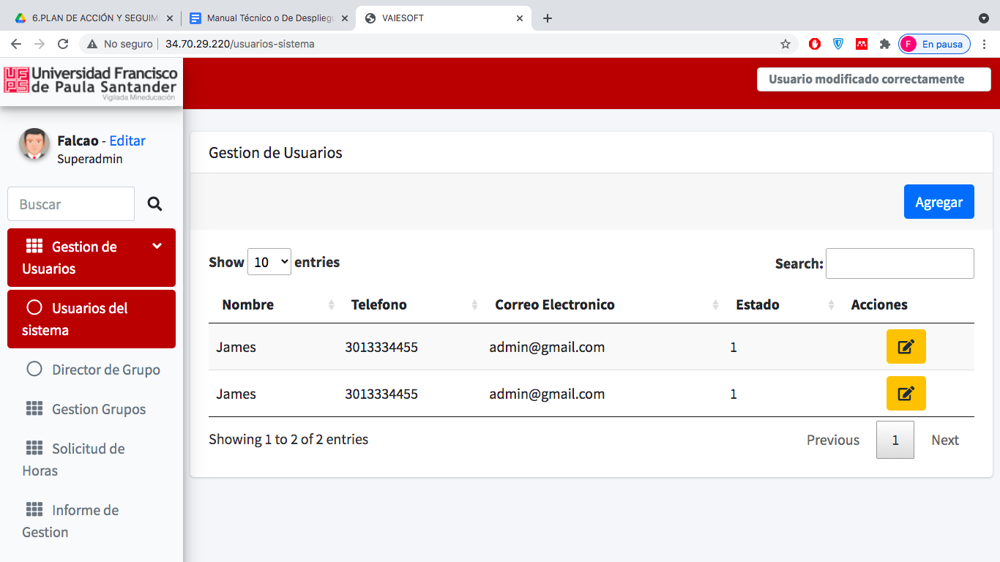 6.PLAN DE ACCIÓN Y SEGUIMI
Manual Técnico o De Despliegu
VAIESOFT
No seguro
34.70.29.220/usuarios-sistema
F
En pausa
UFPS
Universidad Francisco
de Paula Santander
Vigilada Mineducación
Usuario modificado correctamente
Falcao - Editar
Superadmin
Buscar
Gestion de
Usuarios
Usuarios del
sistema
Director de Grupo
Gestion Grupos
Solicitud de
Horas
Informe de
Gestion
Gestion de Usuarios
Agregar
Show 10 entries
Search:
Nombre Telefono Correo Electronico Estado Acciones
James 3013334455 admin@gmail.com 1
James 3013334455 admin@gmail.com 1
Showing 1 to 2 of 2 entries
Previous 1 Next